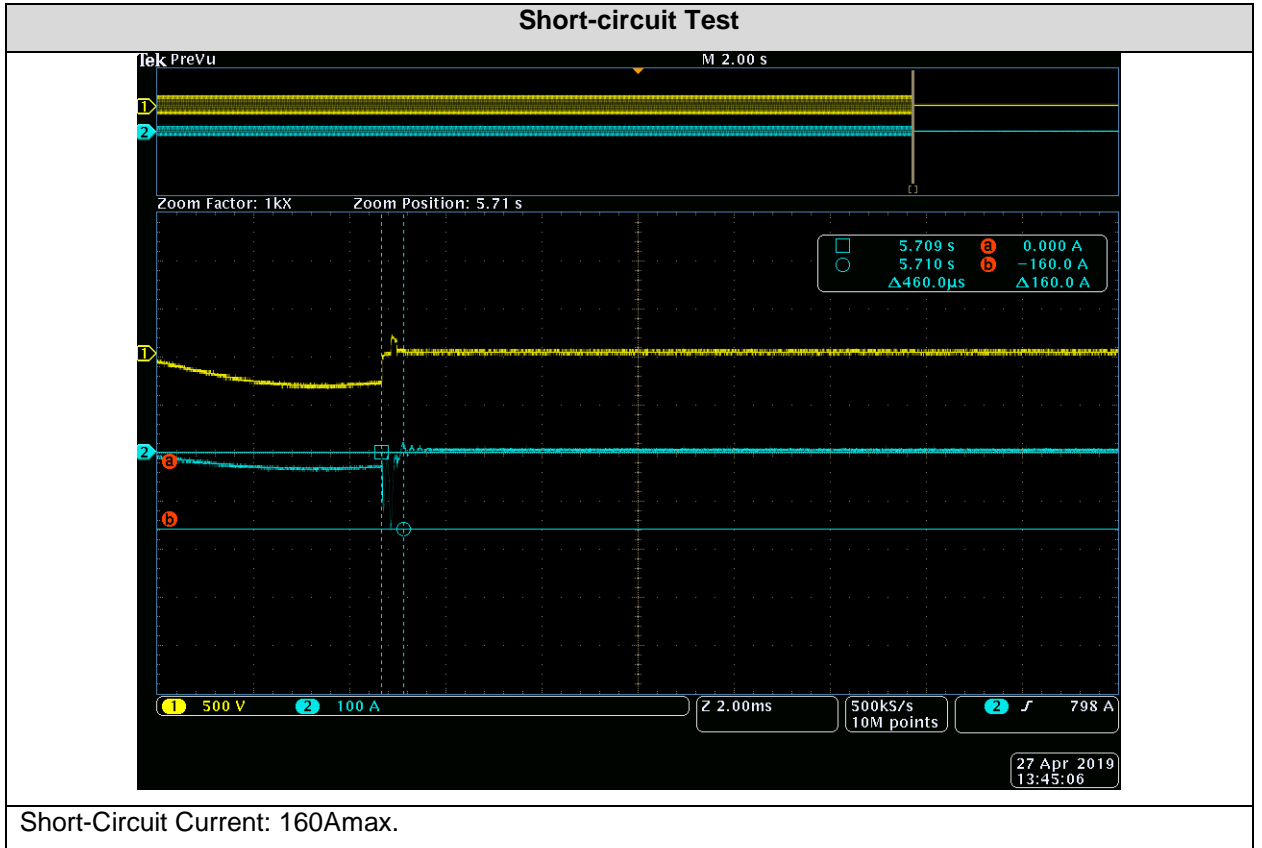 Short-circuit Test
Tek PreVu M 2.00 s
1
2
[ ]
Zoom Factor: 1kX Zoom Position: 5.71 s
5.709 s a 0.000 A
5.710 s b −160.0 A
Δ460.0µs Δ160.0 A
1
2
a
b
1 500 V 2 100 A Z 2.00ms 500kS/s 2 798 A
10M points
27 Apr 2019
13:45:06
Short-Circuit Current: 160Amax.